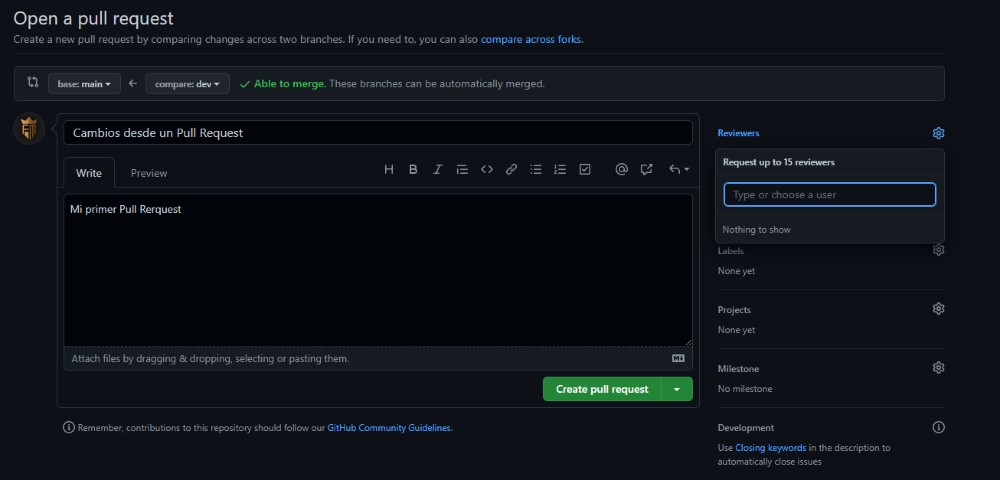 Open a pull request
Create a new pull request by comparing changes across two branches. If you need to, you can also compare across forks.
base: main
compare: dev
Able to merge. These branches can be automatically merged.
Cambios desde un Pull Request
Write
Preview
Mi primer Pull Rerquest
Attach files by dragging & dropping, selecting or pasting them.
Create pull request
Remember, contributions to this repository should follow our GitHub Community Guidelines.
Reviewers
Request up to 15 reviewers
Type or choose a user
Nothing to show
Labels
None yet
Projects
None yet
Milestone
No milestone
Development
Use Closing keywords in the description to
automatically close issues